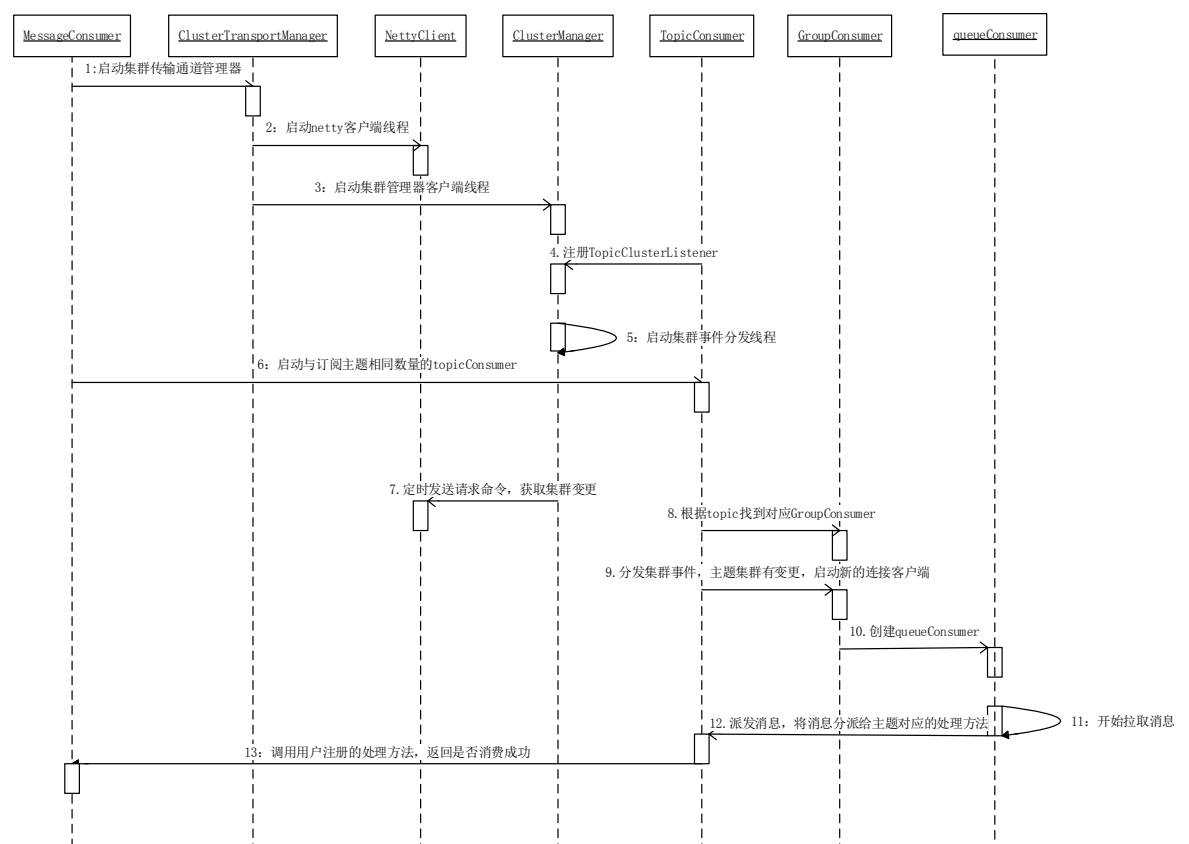 MessageConsumer
ClusterTransportManager
NettyClient
ClusterManager
TopicConsumer
GroupConsumer
queueConsumer
1:启动集群传输通道管理器
2：启动netty客户端线程
3：启动集群管理器客户端线程
4.注册TopicClusterListener
5：启动集群事件分发线程
6：启动与订阅主题相同数量的topicConsumer
7.定时发送请求命令，获取集群变更
8.根据topic找到对应GroupConsumer
9.分发集群事件，主题集群有变更，启动新的连接客户端
10.创建queueConsumer
11：开始拉取消息
12.派发消息，将消息分派给主题对应的处理方法
13：调用用户注册的处理方法，返回是否消费成功